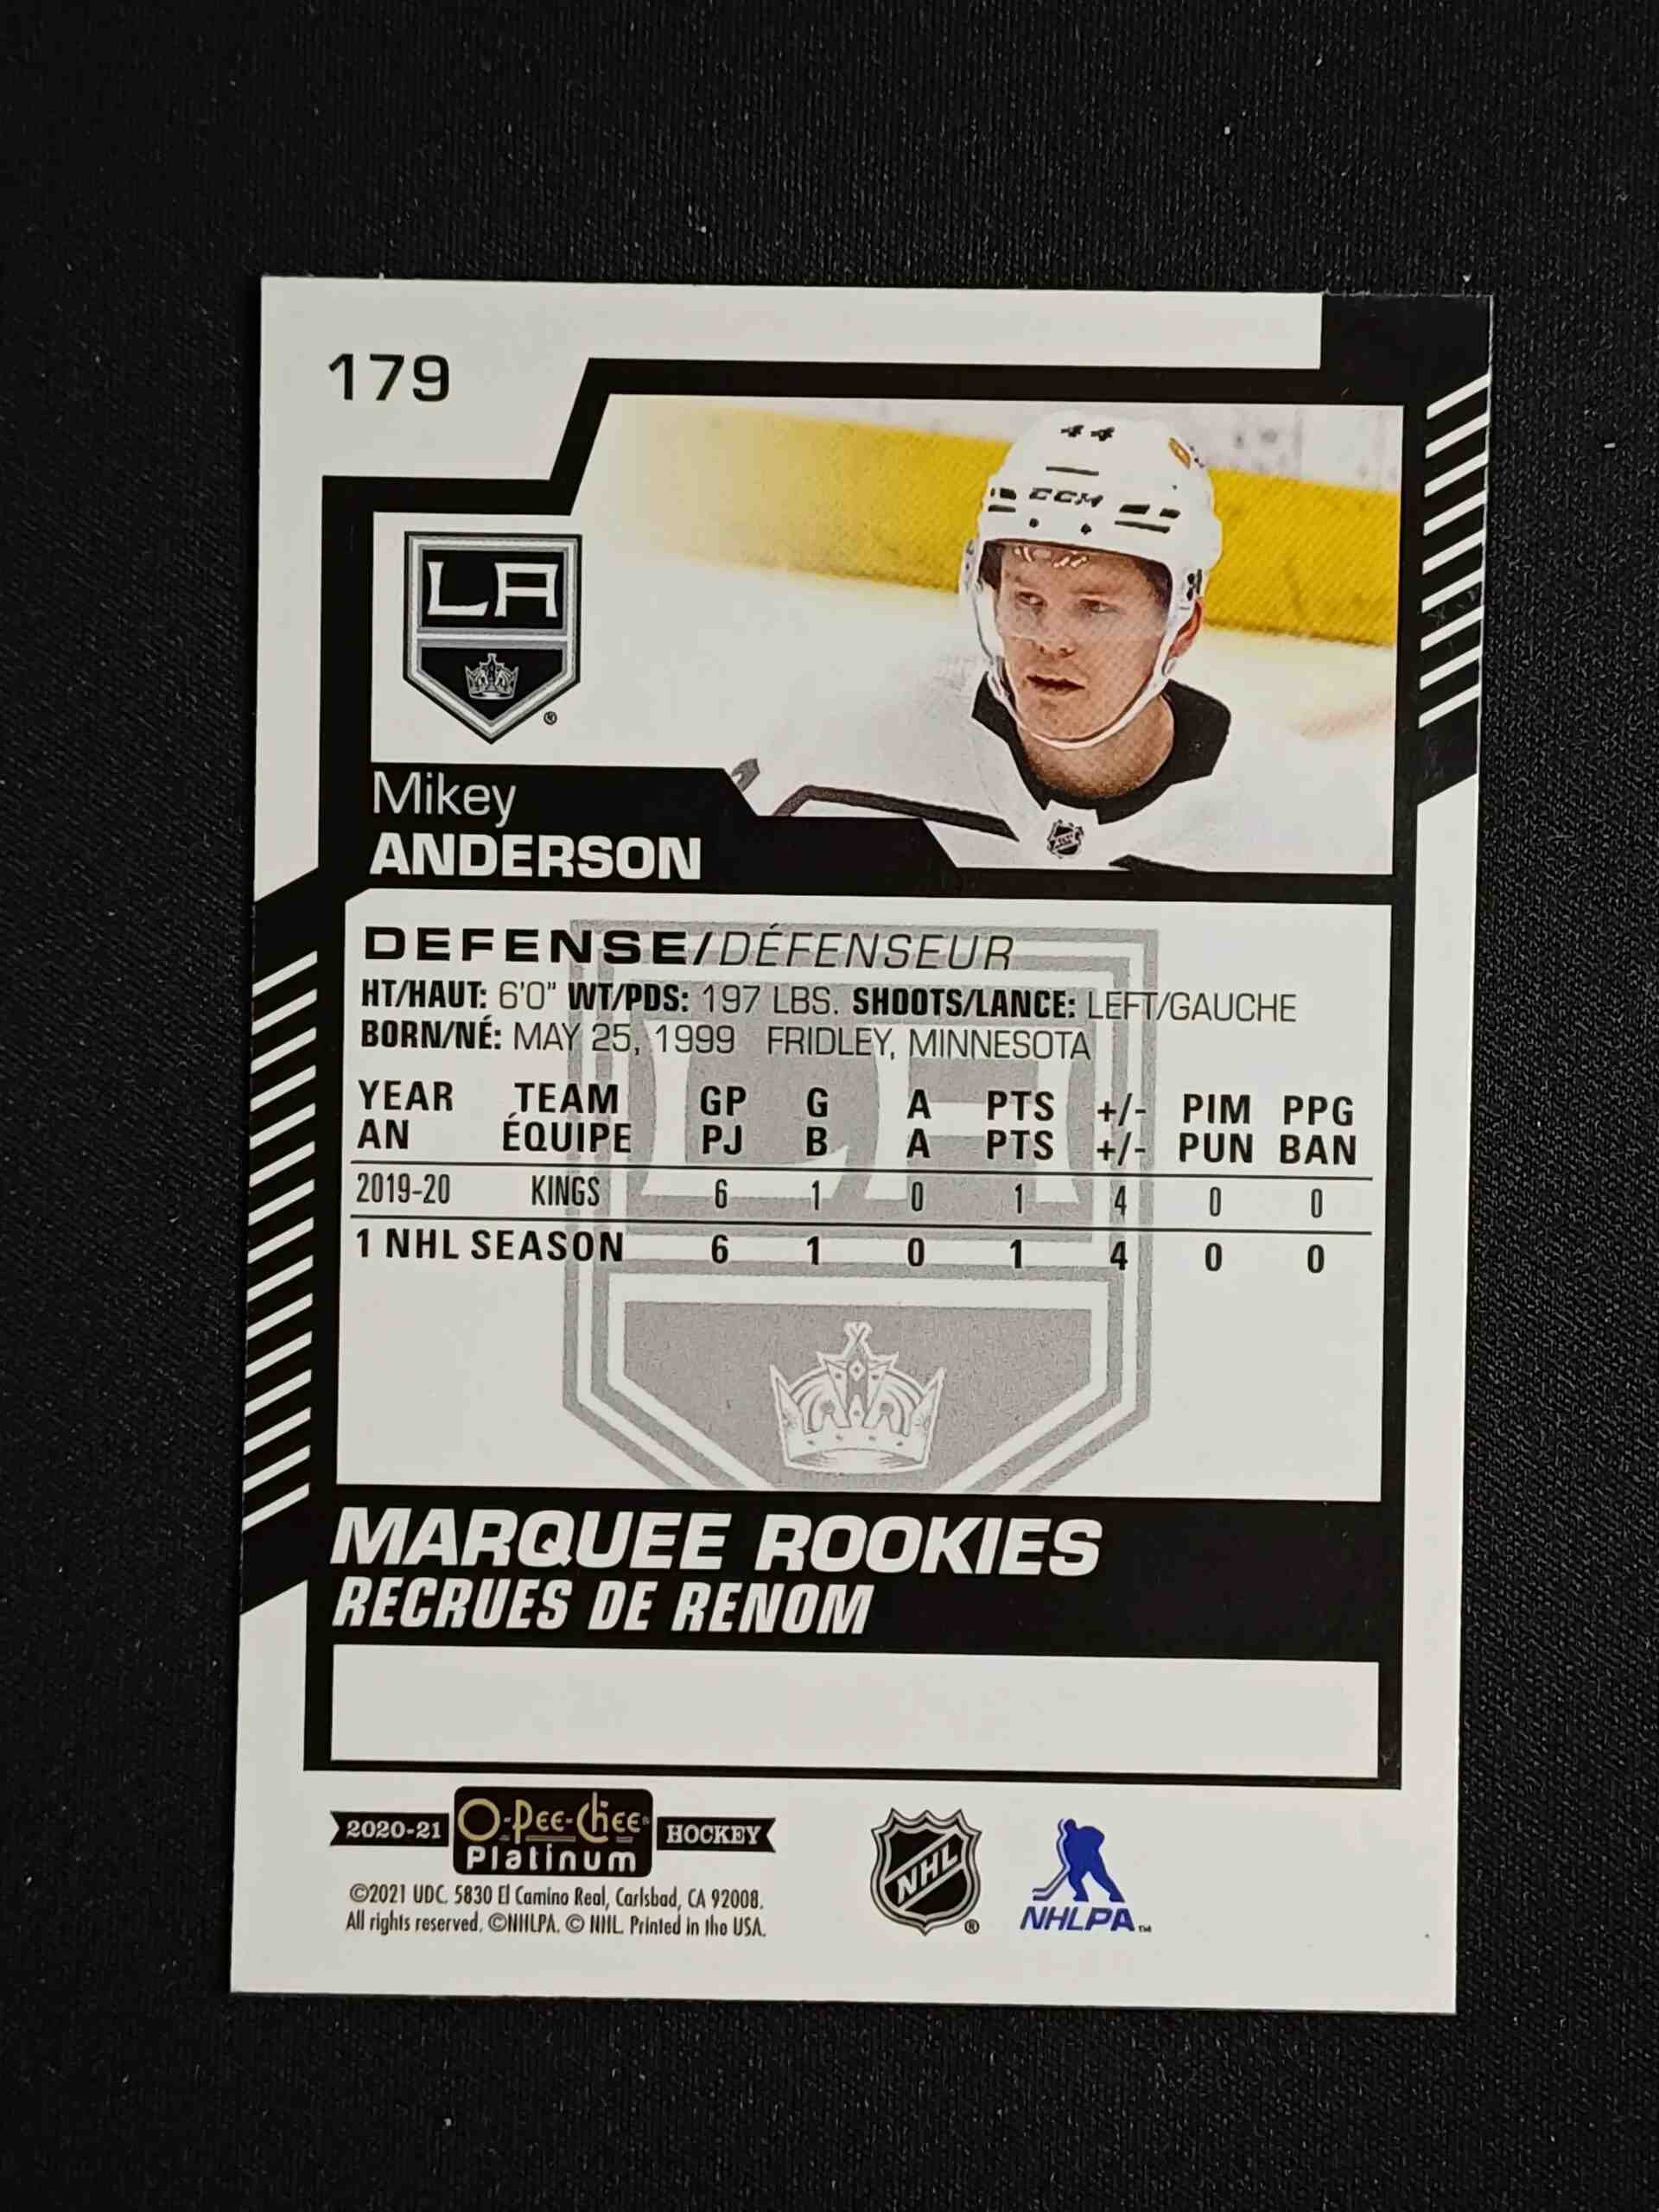 179
44
CCM
LA
®
Mikey
ANDERSON
DEFENSE/DÉFENSEUR
HT/HAUT: 6'0" WT/PDS: 197 LBS. SHOOTS/LANCE: LEFT/GAUCHE
BORN/NÉ: MAY 25, 1999 FRIDLEY, MINNESOTA
YEAR TEAM GP G A PTS +/- PIM PPG
AN ÉQUIPE PJ B A PTS +/- PUN BAN
2019-20 KINGS 6 1 0 1 4 0 0
1 NHL SEASON 6 1 0 1 4 0 0
MARQUEE ROOKIES
RECRUES DE RENOM
2020-21 O-Pee-Chee® HOCKEY
Platinum
©2021 UDC. 5830 El Camino Real, Carlsbad, CA 92008.
All rights reserved. ©NHLPA. © NHL. Printed in the USA.
NHL ®
NHLPA™